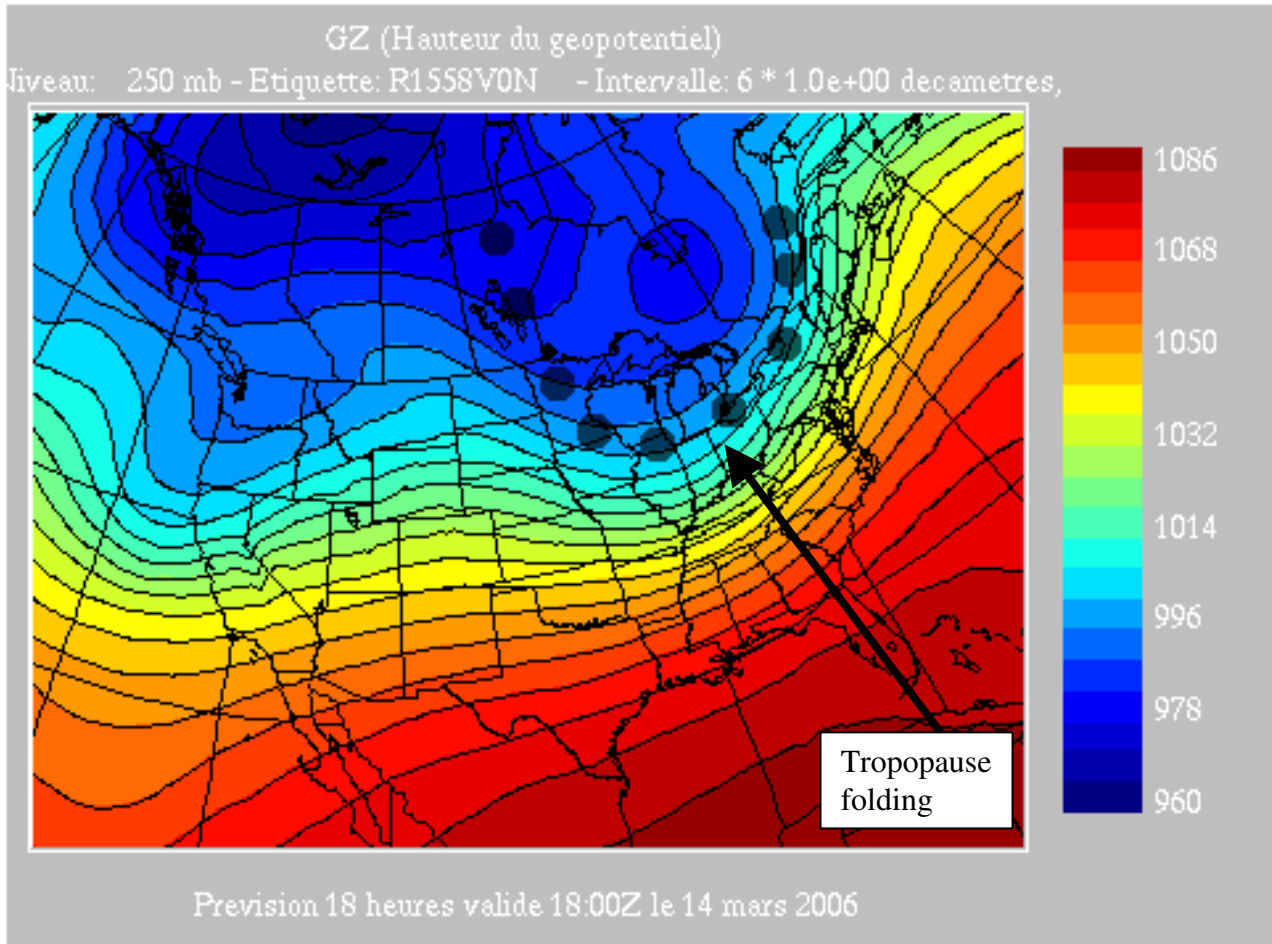 GZ (Hauteur du geopotentiel)
Niveau: 250 mb - Etiquette: R1558V0N - Intervalle: 6 * 1.0e+00 decametres,
1086
1068
1050
1032
1014
996
978
960
Tropopause
folding
Prevision 18 heures valide 18:00Z le 14 mars 2006